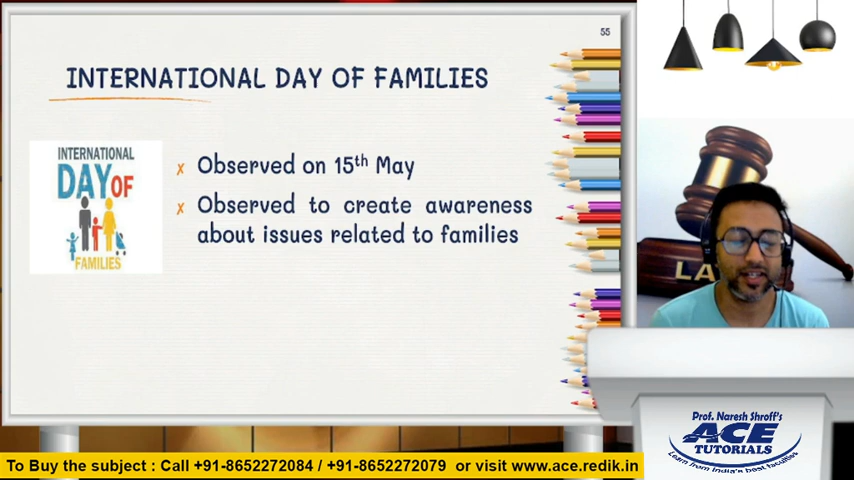 55
INTERNATIONAL DAY OF FAMILIES
INTERNATIONAL
DAY OF
FAMILIES
Observed on 15th May
Observed to create awareness
about issues related to families
LA
Prof. Naresh Shroff's
ACE
TUTORIALS
Learn from India's best faculties
To Buy the subject : Call +91-8652272084 / +91-8652272079 or visit www.ace.redik.in